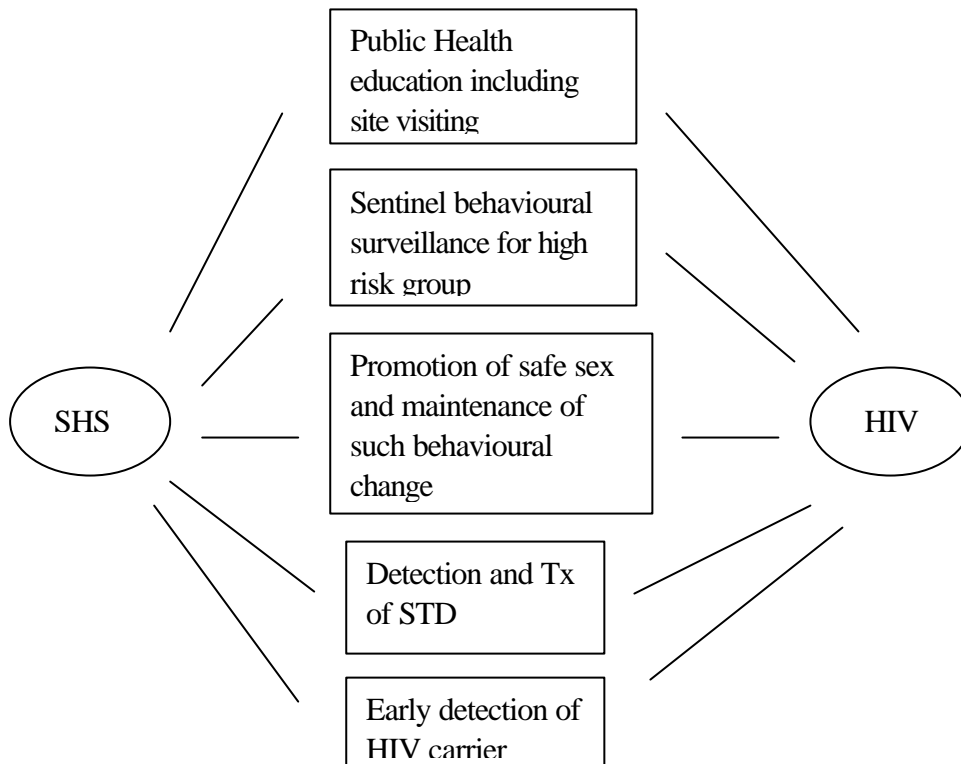 Public Health
education including
site visiting
Sentinel behavioural
surveillance for high
risk group
Promotion of safe sex
and maintenance of
such behavioural
change
SHS
HIV
Detection and Tx
of STD
Early detection of
HIV carrier